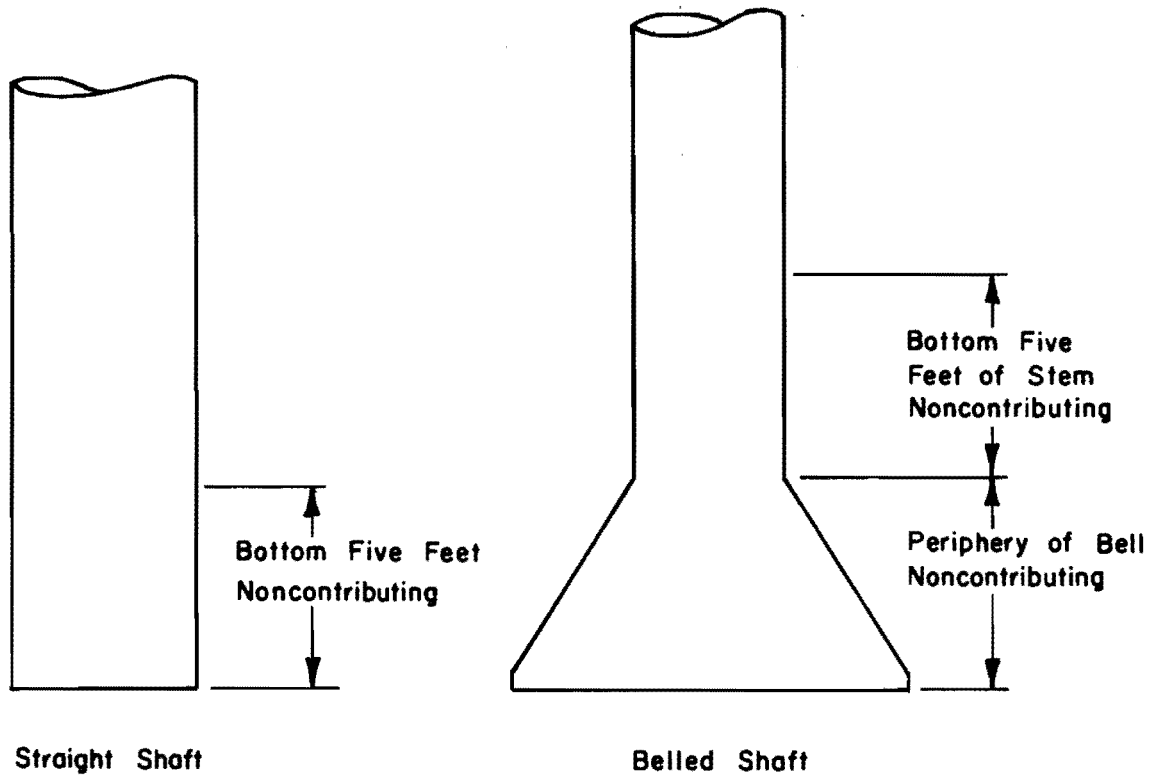 Bottom Five
Feet of Stem
Noncontributing
Bottom Five Feet
Noncontributing
Periphery of Bell
Noncontributing
Straight Shaft
Belled Shaft